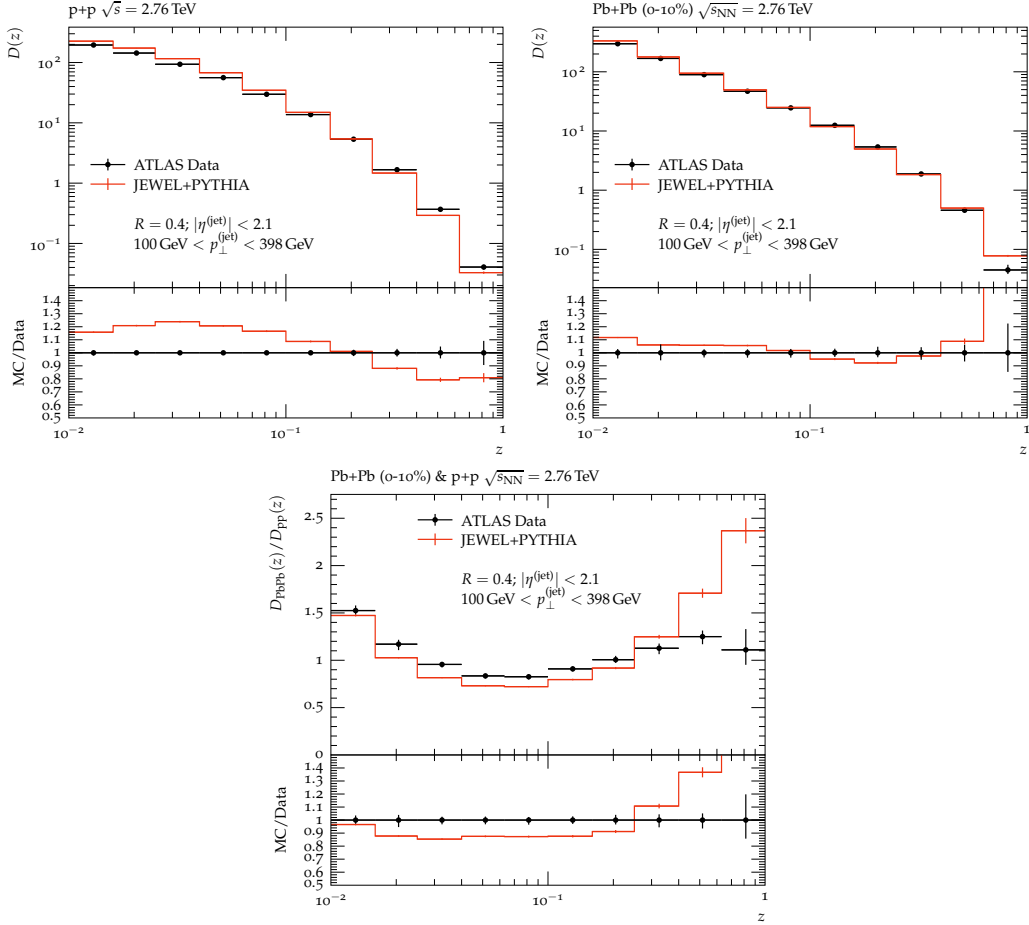 p+p √s = 2.76 TeV
D(z)
10²
10¹
1
10⁻¹
ATLAS Data
JEWEL+PYTHIA
R = 0.4; |η^(jet)| < 2.1
100 GeV < p_⊥^(jet) < 398 GeV
MC/Data
1.4
1.3
1.2
1.1
1
0.9
0.8
0.7
0.6
0.5
10⁻²
10⁻¹
1
z
Pb+Pb (0-10%) √s_NN = 2.76 TeV
D(z)
10²
10¹
1
10⁻¹
ATLAS Data
JEWEL+PYTHIA
R = 0.4; |η^(jet)| < 2.1
100 GeV < p_⊥^(jet) < 398 GeV
MC/Data
1.4
1.3
1.2
1.1
1
0.9
0.8
0.7
0.6
0.5
10⁻²
10⁻¹
1
z
Pb+Pb (0-10%) & p+p √s_NN = 2.76 TeV
D_PbPb(z)/D_pp(z)
2.5
2
1.5
1
0.5
0
ATLAS Data
JEWEL+PYTHIA
R = 0.4; |η^(jet)| < 2.1
100 GeV < p_⊥^(jet) < 398 GeV
MC/Data
1.4
1.3
1.2
1.1
1
0.9
0.8
0.7
0.6
0.5
10⁻²
10⁻¹
1
z